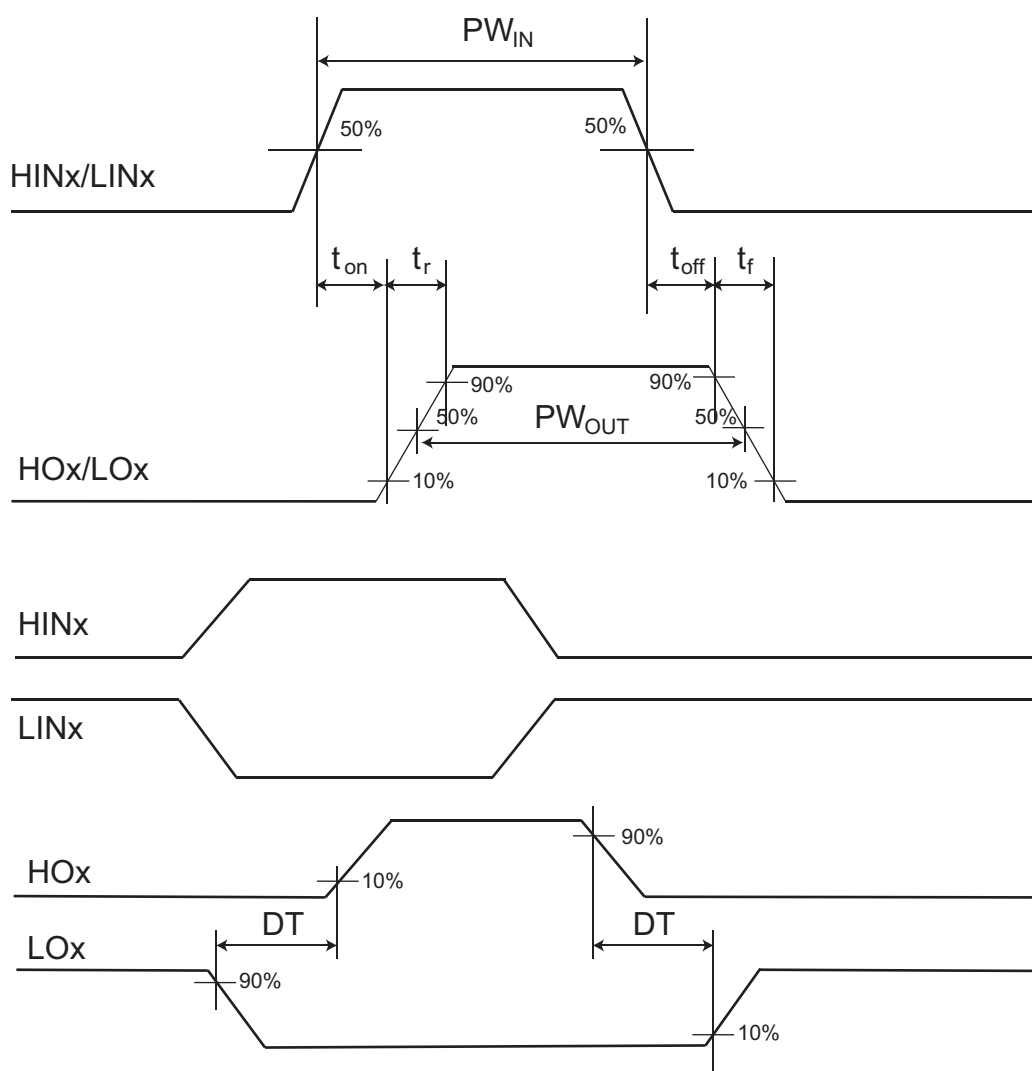 PW_IN
50%
50%
HINx/LINx
t_on
t_r
t_off
t_f
90%
90%
50%
PW_OUT
50%
HOx/LOx
10%
10%
HINx
LINx
90%
HOx
10%
DT
DT
LOx
90%
10%